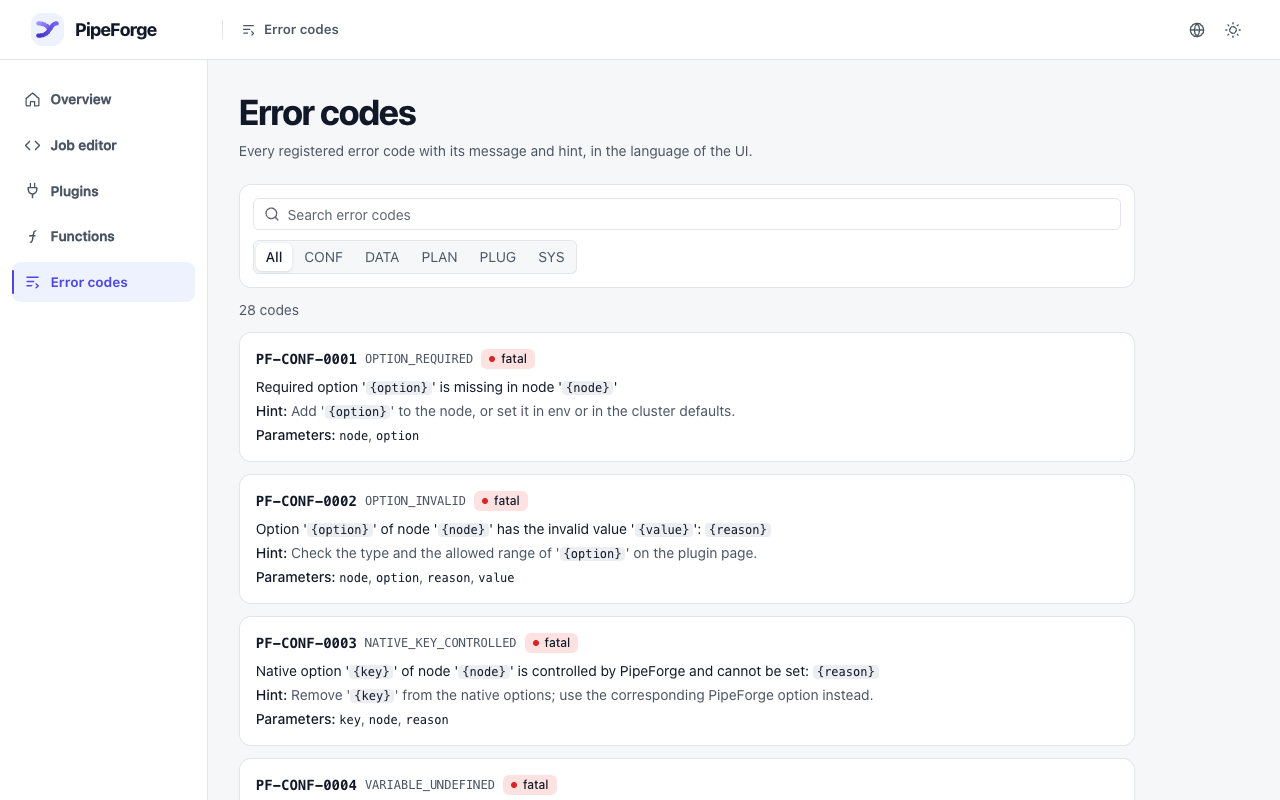 PipeForge
Error codes
Overview
Job editor
Plugins
Functions
Error codes
Error codes
Every registered error code with its message and hint, in the language of the UI.
Search error codes
All CONF DATA PLAN PLUG SYS
28 codes
PF-CONF-0001 OPTION_REQUIRED fatal
Required option '{option}' is missing in node '{node}'
Hint: Add '{option}' to the node, or set it in env or in the cluster defaults.
Parameters: node, option
PF-CONF-0002 OPTION_INVALID fatal
Option '{option}' of node '{node}' has the invalid value '{value}': {reason}
Hint: Check the type and the allowed range of '{option}' on the plugin page.
Parameters: node, option, reason, value
PF-CONF-0003 NATIVE_KEY_CONTROLLED fatal
Native option '{key}' of node '{node}' is controlled by PipeForge and cannot be set: {reason}
Hint: Remove '{key}' from the native options; use the corresponding PipeForge option instead.
Parameters: key, node, reason
PF-CONF-0004 VARIABLE_UNDEFINED fatal